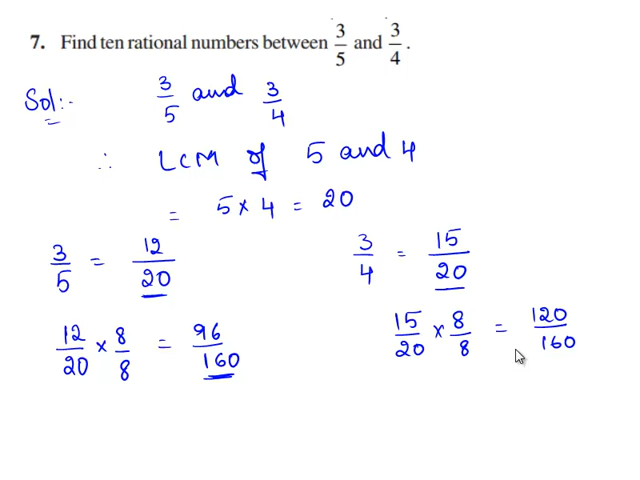 7. Find ten rational numbers between 3/5 and 3/4.
Sol:- 3/5 and 3/4
∴ LCM of 5 and 4
= 5 × 4 = 20
3/5 = 12/20 3/4 = 15/20
12/20 × 8/8 = 96/160 15/20 × 8/8 = 120/160